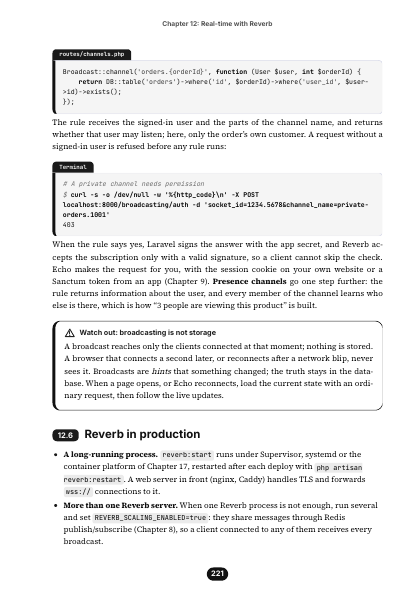 Chapter 12: Real-time with Reverb
routes/channels.php
Broadcast::channel('orders.{orderId}', function (User $user, int $orderId) {
    return DB::table('orders')->where('id', $orderId)->where('user_id', $user-
>id)->exists();
});
The rule receives the signed-in user and the parts of the channel name, and returns
whether that user may listen; here, only the order's own customer. A request without a
signed-in user is refused before any rule runs:
Terminal
# A private channel needs permission
$ curl -s -o /dev/null -w '%{http_code}\n' -X POST
localhost:8000/broadcasting/auth -d 'socket_id=1234.5678&channel_name=private-
orders.1001'
403
When the rule says yes, Laravel signs the answer with the app secret, and Reverb ac-
cepts the subscription only with a valid signature, so a client cannot skip the check.
Echo makes the request for you, with the session cookie on your own website or a
Sanctum token from an app (Chapter 9). Presence channels go one step further: the
rule returns information about the user, and every member of the channel learns who
else is there, which is how “3 people are viewing this product” is built.
Watch out: broadcasting is not storage
A broadcast reaches only the clients connected at that moment; nothing is stored.
A browser that connects a second later, or reconnects after a network blip, never
sees it. Broadcasts are hints that something changed; the truth stays in the data-
base. When a page opens, or Echo reconnects, load the current state with an ordi-
nary request, then follow the live updates.
12.6 Reverb in production
• A long-running process. reverb:start runs under Supervisor, systemd or the
container platform of Chapter 17, restarted after each deploy with php artisan
reverb:restart. A web server in front (nginx, Caddy) handles TLS and forwards
wss:// connections to it.
• More than one Reverb server. When one Reverb process is not enough, run several
and set REVERB_SCALING_ENABLED=true: they share messages through Redis
publish/subscribe (Chapter 8), so a client connected to any of them receives every
broadcast.
221